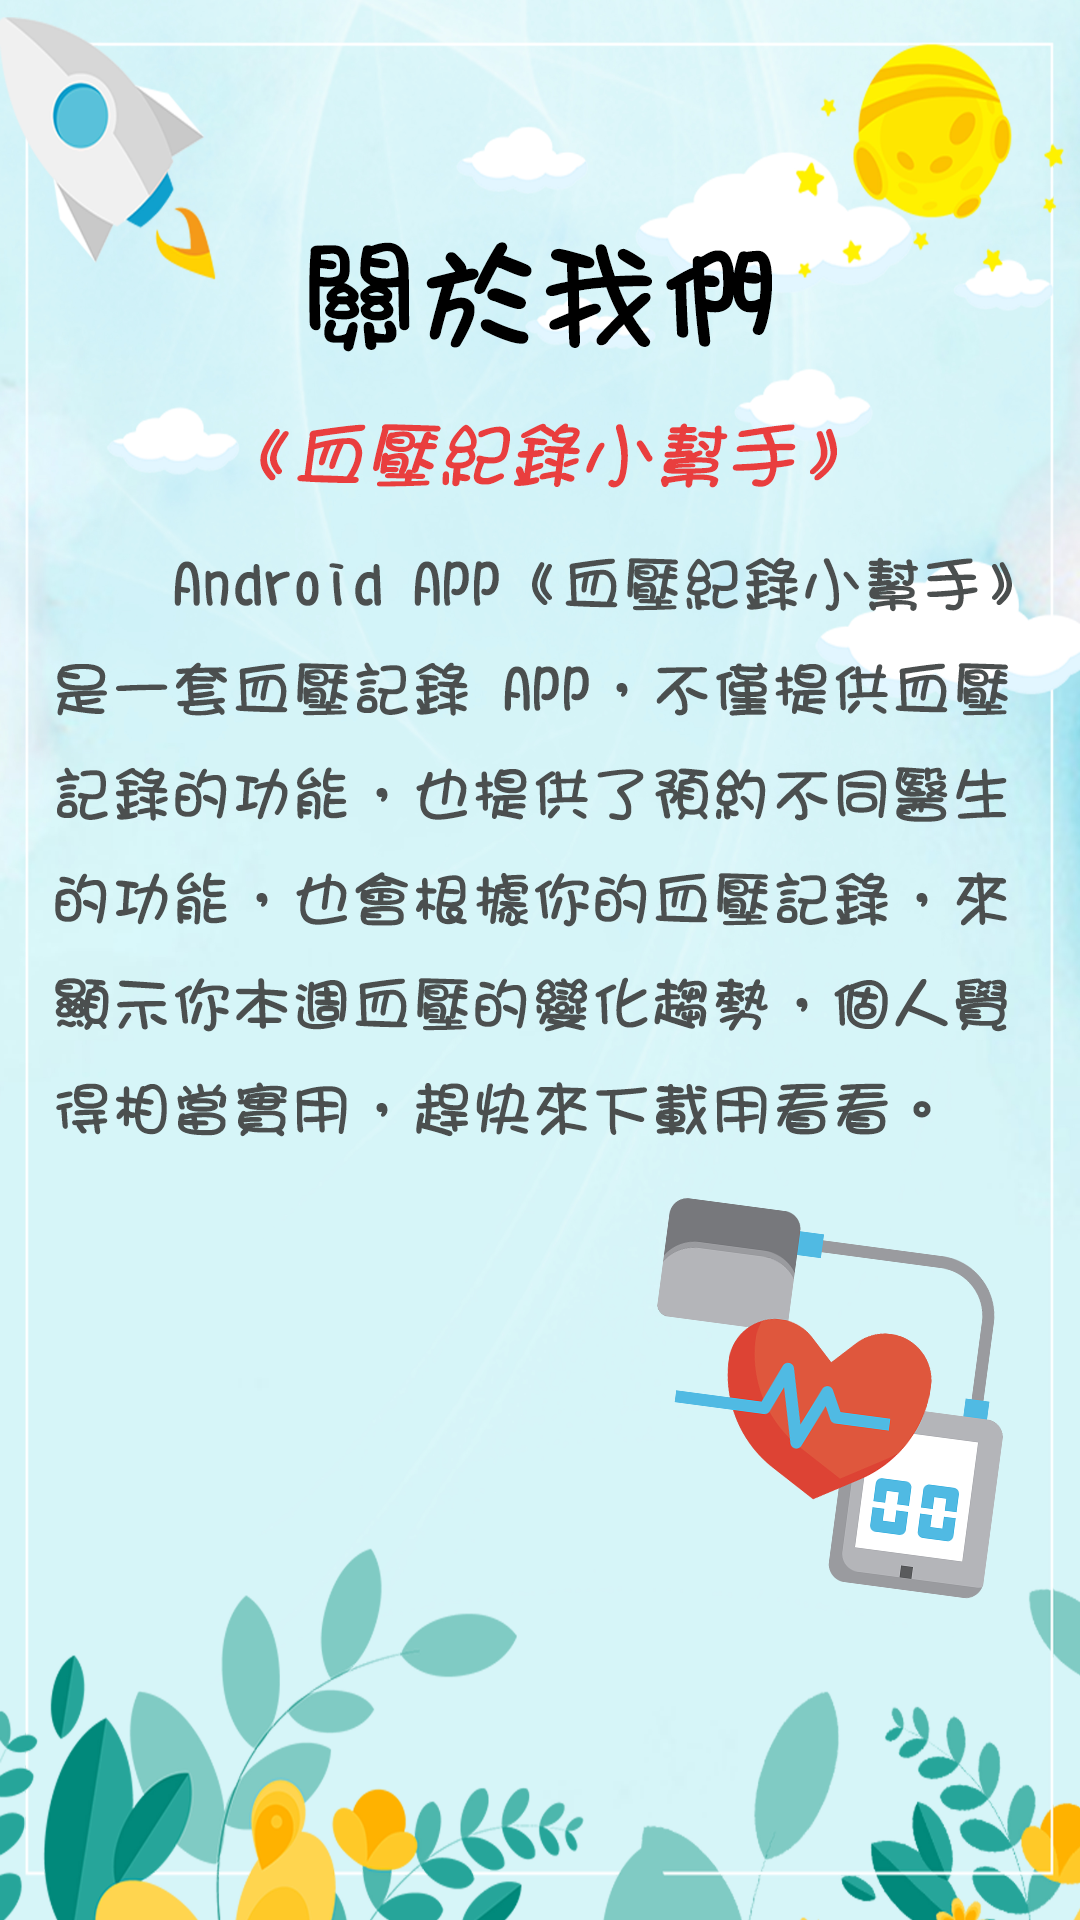 關於我們
《血壓紀錄小幫手》
Android APP《血壓紀錄小幫手》
是一套血壓記錄 APP，不僅提供血壓
記錄的功能，也提供了預約不同醫生
的功能，也會根據你的血壓記錄，來
顯示你本週血壓的變化趨勢，個人覺
得相當實用，趕快來下載用看看。
00